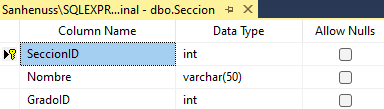 Sanhenuss\SQLEXPR...inal - dbo.Seccion
Column Name Data Type Allow Nulls
SeccionID int
Nombre varchar(50)
GradoID int